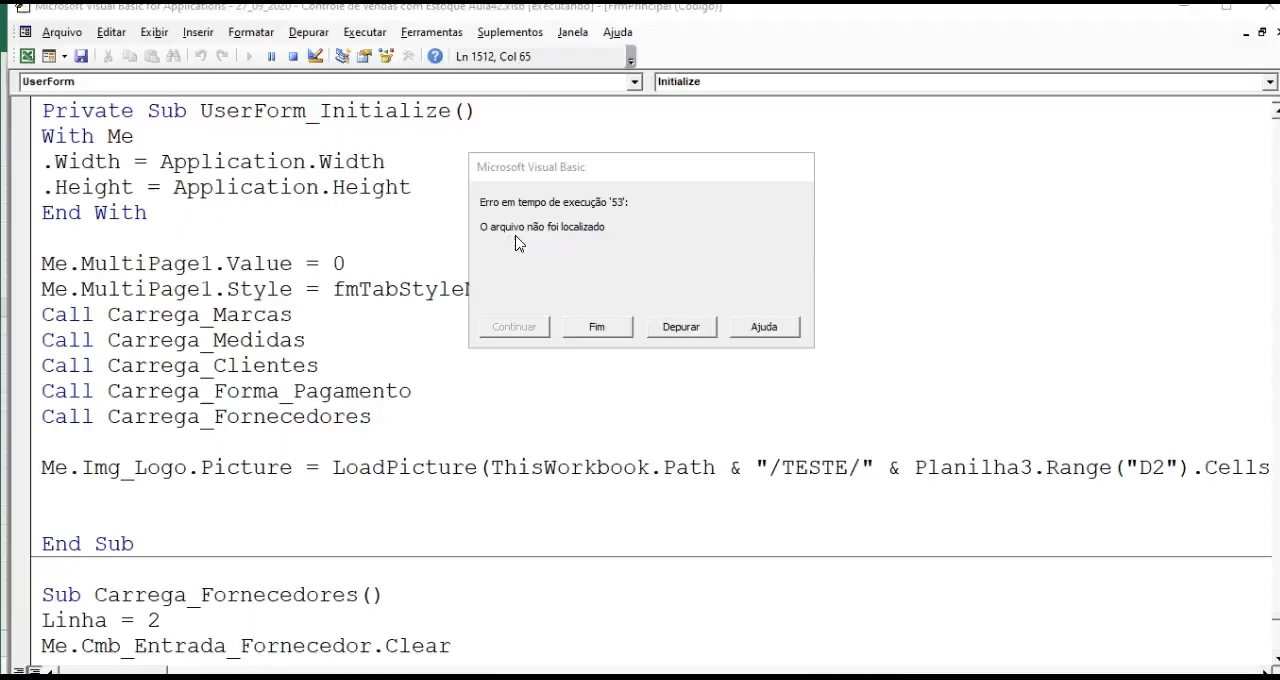 Microsoft Visual Basic for Applications - 27_09_2020 - Controle de Vendas com Estoque Aula42.xlsb [executando] - [FrmPrincipal (Código)]
Arquivo Editar Exibir Inserir Formatar Depurar Executar Ferramentas Suplementos Janela Ajuda
Ln 1512, Col 65
UserForm Initialize
Private Sub UserForm_Initialize()
With Me
.Width = Application.Width
.Height = Application.Height
End With
Microsoft Visual Basic
Erro em tempo de execução '53':
O arquivo não foi localizado
Continuar Fim Depurar Ajuda
Me.MultiPage1.Value = 0
Me.MultiPage1.Style = fmTabStyleN
Call Carrega_Marcas
Call Carrega_Medidas
Call Carrega_Clientes
Call Carrega_Forma_Pagamento
Call Carrega_Fornecedores
Me.Img_Logo.Picture = LoadPicture(ThisWorkbook.Path & "/TESTE/" & Planilha3.Range("D2").Cells
End Sub
Sub Carrega_Fornecedores()
Linha = 2
Me.Cmb_Entrada_Fornecedor.Clear